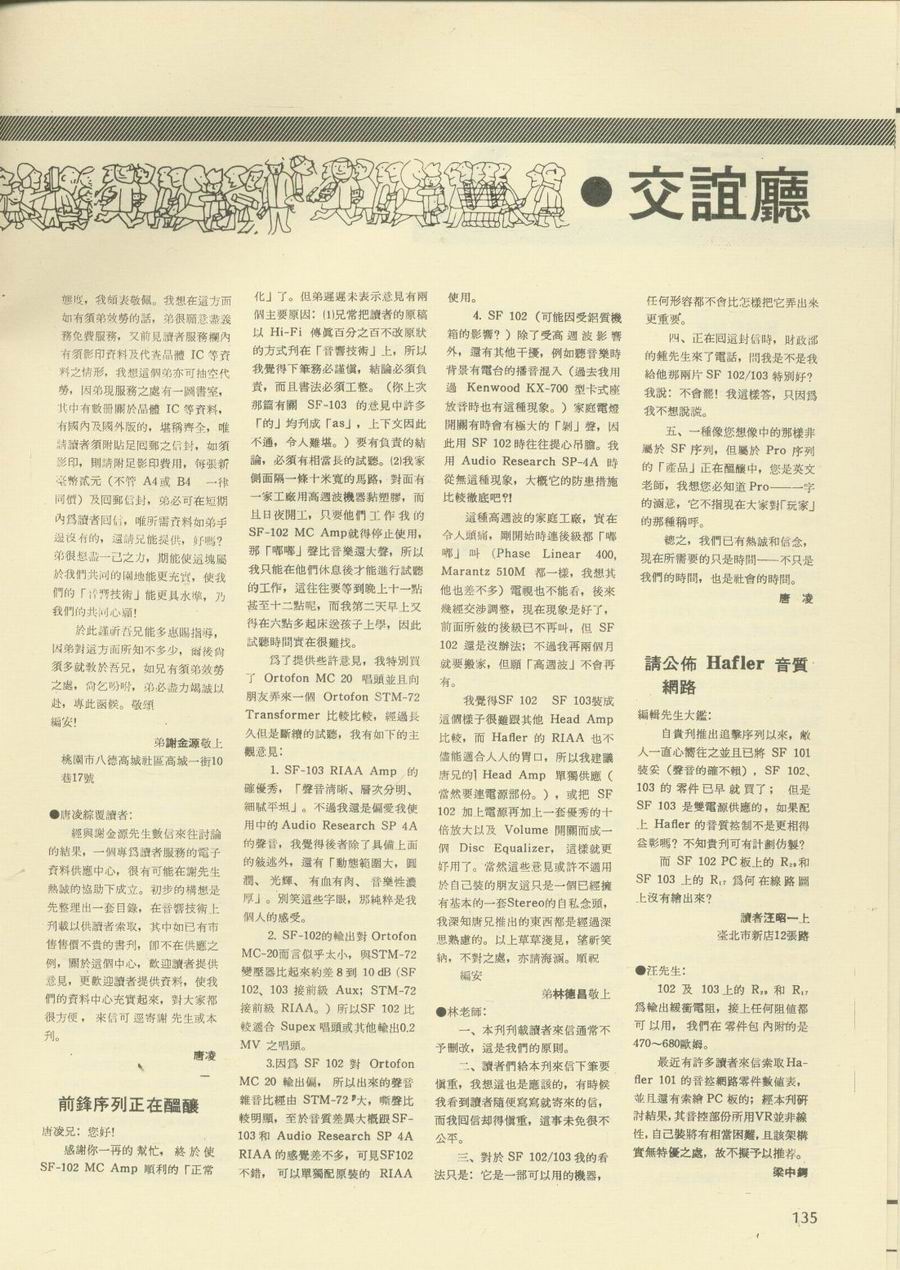 ●交誼廳
態度，我頗表敬佩。我想在這方面
如有須弟效勞的話，弟很願意盡義
務免費服務，又前見讀者服務欄內
有須影印資料及代查品體 IC 等資
料之情形，我想這個弟亦可抽空代
勞，因弟現服務之處有一圖書室，
其中有數冊關於晶體 IC 等資料，
有國內及國外版的，堪稱齊全，唯
請讀者須附貼足回郵之信封，如須
影印，則請附足影印費用，每張新
臺幣貳元（不管 A4 或 B4 一律
同價）及回郵信封，弟必可在短期
內爲讀者回信，唯所需資料如弟手
邊沒有的，還請兄能提供，好嗎？
弟很想盡一己之力，期能使這塊屬
於我們共同的園地能更充實，使我
們的「音響技術」能更具水準，乃
我們的共同心願！
於此謹祈吾兄能多惠賜指導，
因弟對這方面所知不多少，爾後尙
須多就敎於吾兄，如兄有須弟效勞
之處，尙乞吩咐，弟必盡力竭誠以
赴，專此函候。敬頌
編安！
弟謝金源敬上
桃園市八德高城社區高城一街10
巷17號
●唐凌綜覆讀者：
經與謝金源先生數信來往討論
的結果，一個專爲讀者服務的電子
資料供應中心，很有可能在謝先生
熱誠的協助下成立。初步的構想是
先整理出一套目錄，在音響技術上
刋載以供讀者索取，其中如已有市
售售價不貴的書刋，卽不在供應之
例，關於這個中心，歡迎讀者提供
意見，更歡迎讀者提供資料，使我
們的資料中心充實起來，對大家都
很方便，來信可逕寄謝先生或本
刋。
唐凌
前鋒序列正在醞釀
唐凌兄：您好！
感謝你一再的幫忙，終於使
SF-102 MC Amp 順利的「正常
化」了。但弟遲遲未表示意見有兩
個主要原因：⑴兄常把讀者的原稿
以 Hi-Fi 傳眞百分之百不改原狀
的方式刋在「音響技術」上，所以
我覺得下筆務必謹愼，結論必須負
責，而且書法必須工整。（你上次
那篇有關 SF-103 的意見中許多
「的」均刋成「as」，上下文因此
不通，令人難堪。）要有負責的結
論，必須有相當長的試聽。⑵我家
側面隔一條十米寬的馬路，對面有
一家工廠用高週波機器黏塑膠，而
且日夜開工，只要他們工作我的
SF-102 MC Amp就得停止使用，
那「嘟嘟」聲比音樂還大聲，所以
我只能在他們休息後才能進行試聽
的工作，這往往要等到晚上十一點
甚至十二點呢，而我第二天早上又
得在六點多起床送孩子上學，因此
試聽時間實在很難找。
爲了提供些許意見，我特別買
了 Ortofon MC 20 唱頭並且向
朋友弄來一個 Ortofon STM-72
Transformer 比較比較，經過長
久但是斷續的試聽，我有如下的主
觀意見：
1. SF-103 RIAA Amp 的
確優秀，「聲音淸晰、層次分明、
細膩平坦」。不過我還是偏愛我使
用中的 Audio Research SP 4A
的聲音，我覺得後者除了具備上面
的敍述外，還有「動態範圍大，圓
潤、光輝、有血有肉、音樂性濃
厚」。別笑這些字眼，那純粹是我
個人的感受。
2. SF-102的輸出對 Ortofon
MC-20而言似乎太小，與STM-72
變壓器比起來約差 8 到 10 dB（SF
102、103 接前級 Aux；STM-72
接前級 RIAA。）所以SF 102 比
較適合 Supex 唱頭或其他輸出0.2
MV 之唱頭。
3.因爲 SF 102 對 Ortofon
MC 20 輸出偏，所以出來的聲音
雜音比經由 STM-72 大，嘶聲比
較明顯，至於音質差異大概跟SF-
103 和 Audio Research SP 4A
RIAA 的感覺差不多，可見SF102
不錯，可以單獨配原裝的 RIAA
使用。
4. SF 102（可能因受鋁質機
箱的影響？）除了受高週波影響
外，還有其他干擾，例如聽音樂時
背景有電台的播音混入（過去我用
過 Kenwood KX-700 型卡式座
放音時也有這種現象。）家庭電燈
開關有時會有極大的「剝」聲，因
此用 SF 102時往往提心吊膽。我
用 Audio Research SP-4A 時
從無這種現象，大槪它的防患措施
比較徹底吧?!
這種高週波的家庭工廠，實在
令人頭痛，剛開始時連後級都「嘟
嘟」叫（Phase Linear 400,
Marantz 510M 都一樣，我想其
他也差不多）電視也不能看，後來
幾經交涉調整，現在現象是好了，
前面所敍的後級已不再叫，但 SF
102 還是沒辦法；不過我再兩個月
就要搬家，但願「高週波」不會再
有。
我覺得SF 102 SF 103裝成
這個樣子很難跟其他 Head Amp
比較，而 Hafler 的 RIAA 也不
儘能適合人人的胃口，所以我建議
唐兄的] Head Amp 單獨供應（
當然要連電源部份。），或把 SF
102 加上電源再加上一套優秀的十
倍放大以及 Volume 開關而成一
個 Disc Equalizer，這樣就更
好用了。當然這些意見或許不適用
於自己裝的朋友這只是一個已經擁
有基本的一套Stereo的自私念頭，
我深知唐兄推出的東西都是經過深
思熟慮的。以上草草淺見，望祈笑
納，不對之處，亦請海涵。順祝
編安
弟林德昌敬上
●林老師：
一、本刋刋載讀者來信通常不
予刪改，這是我們的原則。
二、讀者們給本刋來信下筆要
愼重，我想這也是應該的，有時候
我看到讀者隨便寫寫就寄來的信，
而我回信却得愼重，這事未免很不
公平。
三、對於 SF 102/103 我的看
法只是：它是一部可以用的機器，
任何形容都不會比怎樣把它弄出來
更重要。
四、正在回這封信時，財政部
的鍾先生來了電話，問我是不是我
給他那兩片 SF 102/103 特別好？
我說：不會罷！我這樣答，只因爲
我不想說謊。
五、一種像您想像中的那樣非
屬於 SF 序列，但屬於 Pro 序列
的「產品」正在醞釀中，您是英文
老師，我想您必知道 Pro——一字
的涵意，它不指現在大家對「玩家」
的那種稱呼。
總之，我們已有熱誠和信念，
現在所需要的只是時間——不只是
我們的時間，也是社會的時間。
唐 凌
請公佈 Hafler 音質
網路
編輯先生大鑑：
自貴刋推出追擊序列以來，敝
人一直心嚮往之並且已將 SF 101
裝妥（聲音的確不賴），SF 102、
103 的零件已早就買了；但是
SF 103 是雙電源供應的，如果配
上 Hafler 的音質控制不是更相得
益彰嗎？不知貴刋可有計劃仿製？
而 SF 102 PC 板上的 R₂₉和
SF 103 上的 R₁₇ 爲何在線路圖
上沒有繪出來？
讀者汪昭一上
臺北市新店12張路
●汪先生：
102 及 103 上的 R₂₉ 和 R₁₇
爲輸出緩衝電阻，接上任何阻値都
可以用，我們在零件包內附的是
470～680歐姆。
最近有許多讀者來信索取Ha-
fler 101 的音控網路零件數值表，
並且還有索繪 PC 板的；經本刋硏
討結果，其音控部份所用VR並非線
性，自己裝將有相當困難，且該架構
實無特優之處，故不擬予以推荐。
梁中鍔
135